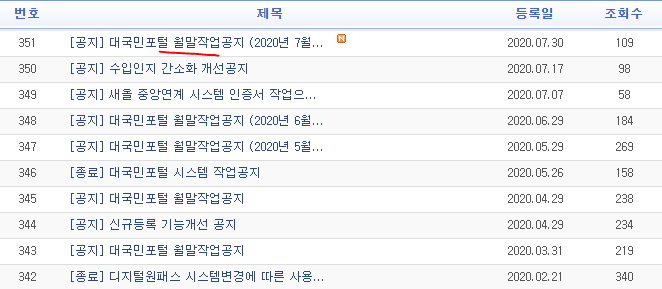 번호 제목 등록일 조회수
351 [공지] 대국민포털 월말작업공지 (2020년 7월... N 2020.07.30 109
350 [공지] 수입인지 간소화 개선공지 2020.07.17 98
349 [공지] 새올 중앙연계 시스템 인증서 작업으... 2020.07.07 58
348 [공지] 대국민포털 월말작업공지 (2020년 6월... 2020.06.29 184
347 [공지] 대국민포털 월말작업공지 (2020년 5월... 2020.05.29 269
346 [종료] 대국민포털 시스템 작업공지 2020.05.26 158
345 [공지] 대국민포털 월말작업공지 2020.04.29 238
344 [공지] 신규등록 기능개선 공지 2020.04.29 234
343 [공지] 대국민포털 월말작업공지 2020.03.31 219
342 [종료] 디지털원패스 시스템변경에 따른 사용... 2020.02.21 340